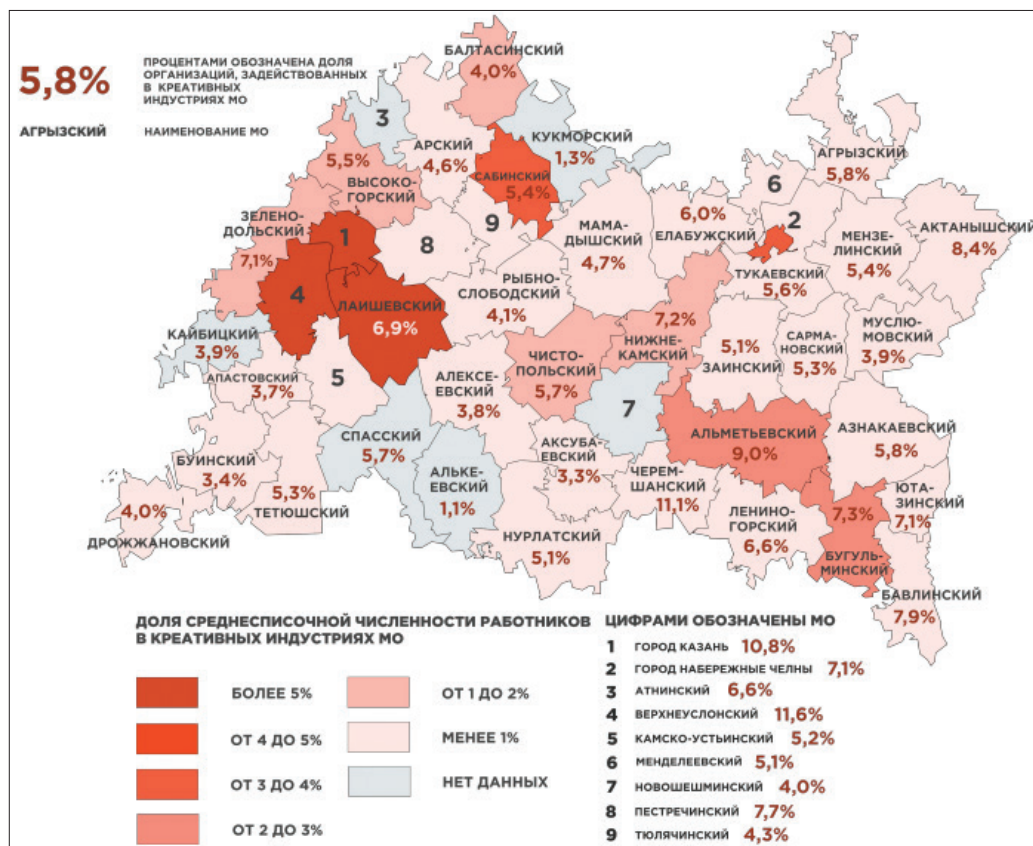 5,8%
ПРОЦЕНТАМИ ОБОЗНАЧЕНА ДОЛЯ
ОРГАНИЗАЦИЙ, ЗАДЕЙСТВОВАННЫХ
В КРЕАТИВНЫХ
ИНДУСТРИЯХ МО
АГРЫЗСКИЙ
НАИМЕНОВАНИЕ МО
БАЛТАСИНСКИЙ
4,0%
3
КУКМОРСКИЙ
1,3%
АРСКИЙ
4,6%
САБИНСКИЙ
5,4%
АГРЫЗСКИЙ
5,8%
5,5%
ВЫСОКО-
ГОРСКИЙ
6
ЗЕЛЕНО-
ДОЛЬСКИЙ
7,1%
1
8
9
МАМА-
ДЫШСКИЙ
4,7%
6,0%
ЕЛАБУЖСКИЙ
2
МЕНЗЕ-
ЛИНСКИЙ
5,4%
АКТАНЫШСКИЙ
8,4%
4
ЛАИШЕВСКИЙ
6,9%
РЫБНО-
СЛОБОДСКИЙ
4,1%
ТУКАЕВСКИЙ
5,6%
КАЙБИЦКИЙ
3,9%
7,2%
НИЖНЕ-
КАМСКИЙ
5,1%
ЗАИНСКИЙ
САРМА-
НОВСКИЙ
5,3%
МУСЛЮ-
МОВСКИЙ
3,9%
АПАСТОВСКИЙ
3,7%
5
АЛЕКСЕ-
ЕВСКИЙ
3,8%
ЧИСТО-
ПОЛЬСКИЙ
5,7%
7
СПАССКИЙ
5,7%
АЛЬМЕТЬЕВСКИЙ
9,0%
АЗНАКАЕВСКИЙ
5,8%
БУИНСКИЙ
3,4%
АЛЬКЕ-
ЕВСКИЙ
1,1%
АКСУБА-
ЕВСКИЙ
3,3%
ЧЕРЕМ-
ШАНСКИЙ
11,1%
5,3%
ТЕТЮШСКИЙ
4,0%
ДРОЖЖАНОВСКИЙ
НУРЛАТСКИЙ
5,1%
ЛЕНИНО-
ГОРСКИЙ
6,6%
7,3%
БУГУЛЬ-
МИНСКИЙ
ЮТА-
ЗИНСКИЙ
7,1%
БАВЛИНСКИЙ
7,9%
ДОЛЯ СРЕДНЕСПИСОЧНОЙ ЧИСЛЕННОСТИ РАБОТНИКОВ
В КРЕАТИВНЫХ ИНДУСТРИЯХ МО
БОЛЕЕ 5%
ОТ 4 ДО 5%
ОТ 3 ДО 4%
ОТ 2 ДО 3%
ОТ 1 ДО 2%
МЕНЕЕ 1%
НЕТ ДАННЫХ
ЦИФРАМИ ОБОЗНАЧЕНЫ МО
1 ГОРОД КАЗАНЬ 10,8%
2 ГОРОД НАБЕРЕЖНЫЕ ЧЕЛНЫ 7,1%
3 АТНИНСКИЙ 6,6%
4 ВЕРХНЕУСЛОНСКИЙ 11,6%
5 КАМСКО-УСТЬИНСКИЙ 5,2%
6 МЕНДЕЛЕЕВСКИЙ 5,1%
7 НОВОШЕШМИНСКИЙ 4,0%
8 ПЕСТРЕЧИНСКИЙ 7,7%
9 ТЮЛЯЧИНСКИЙ 4,3%